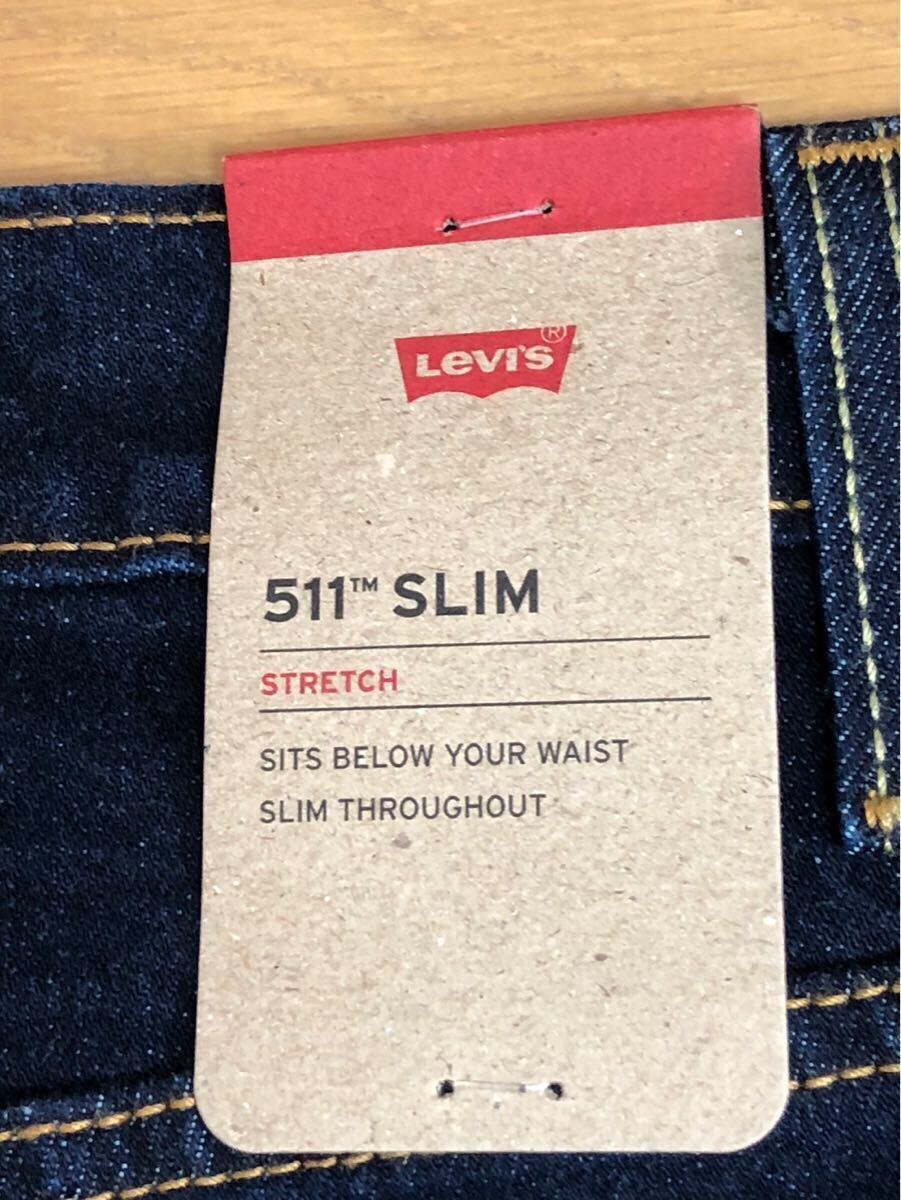 LEVI'S®
511™ SLIM
STRETCH
SITS BELOW YOUR WAIST
SLIM THROUGHOUT